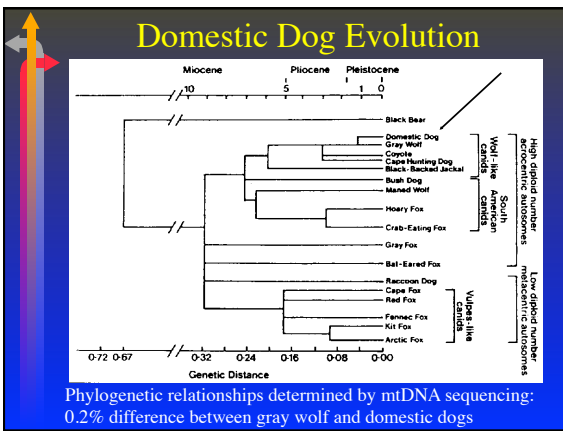 Domestic Dog Evolution
Miocene Pliocene Pleistocene
10 5 1 0
Black Bear
Domestic Dog
Gray Wolf
Coyote
Cape Hunting Dog
Black-Backed Jackal
Bush Dog
Maned Wolf
Hoary Fox
Crab-Eating Fox
Gray Fox
Bat-Eared Fox
Raccoon Dog
Cape Fox
Red Fox
Fennec Fox
Kit Fox
Arctic Fox
Wolf-like
canids
South
American
canids
Vulpes-like
canids
High diploid number
acrocentric autosomes
Low diploid number
metacentric autosomes
0·72 0·67 0·32 0·24 0·16 0·08 0·00
Genetic Distance
Phylogenetic relationships determined by mtDNA sequencing:
0.2% difference between gray wolf and domestic dogs